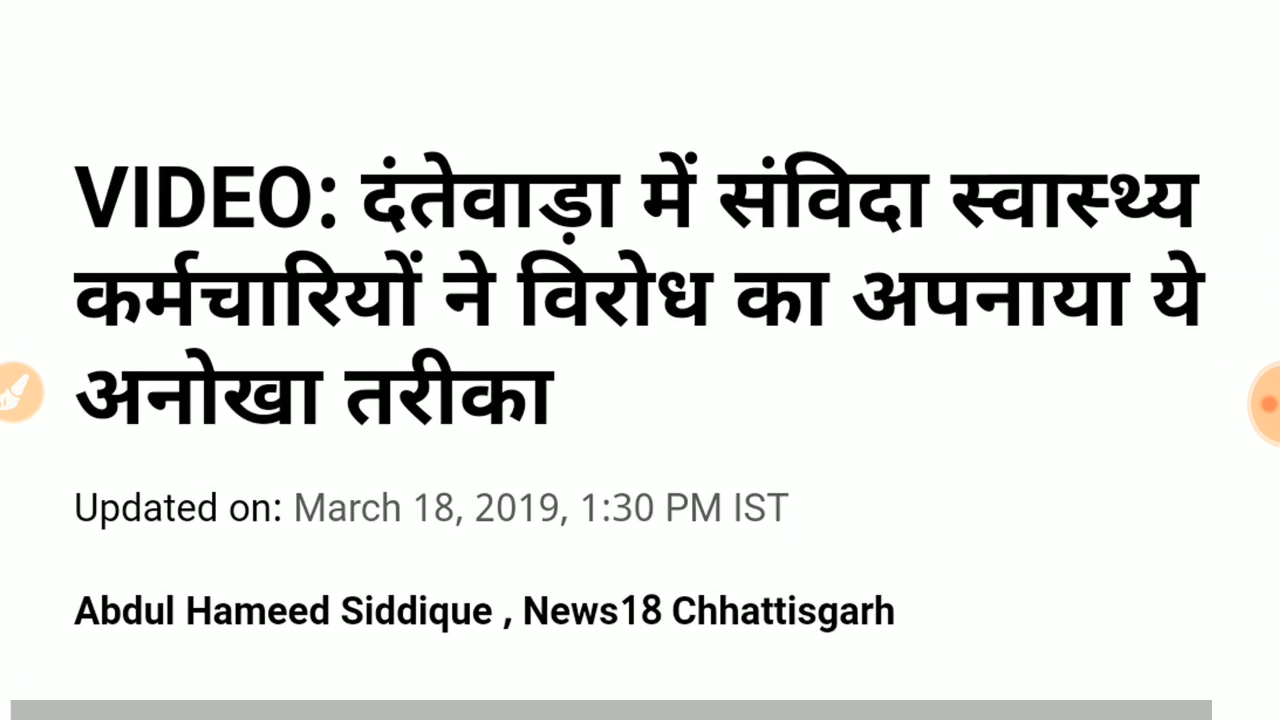 VIDEO: दंतेवाड़ा में संविदा स्वास्थ्य
कर्मचारियों ने विरोध का अपनाया ये
अनोखा तरीका
Updated on: March 18, 2019, 1:30 PM IST
Abdul Hameed Siddique , News18 Chhattisgarh